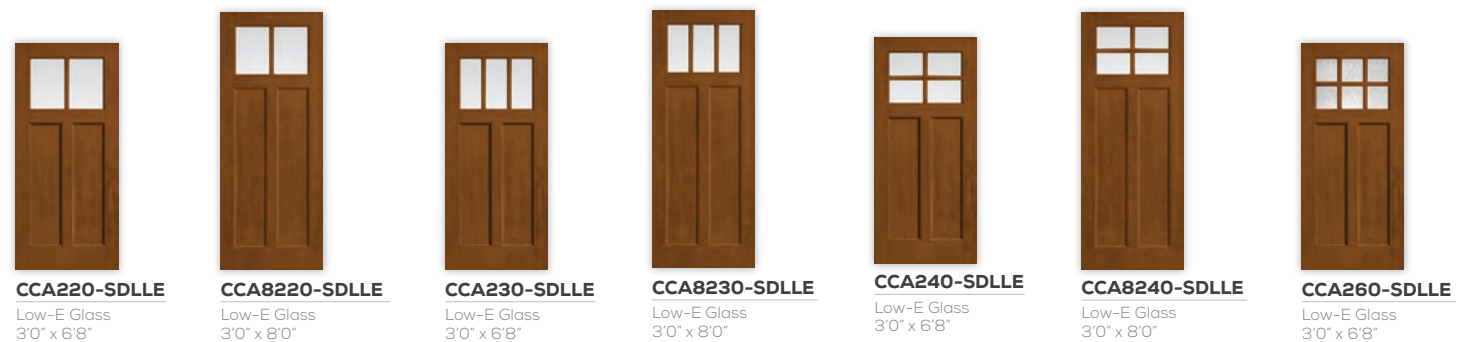 CCA220-SDLLE
Low-E Glass
3’0” x 6’8”
CCA8220-SDLLE
Low-E Glass
3’0” x 8’0”
CCA230-SDLLE
Low-E Glass
3’0” x 6’8”
CCA8230-SDLLE
Low-E Glass
3’0” x 8’0”
CCA240-SDLLE
Low-E Glass
3’0” x 6’8”
CCA8240-SDLLE
Low-E Glass
3’0” x 8’0”
CCA260-SDLLE
Low-E Glass
3’0” x 6’8”